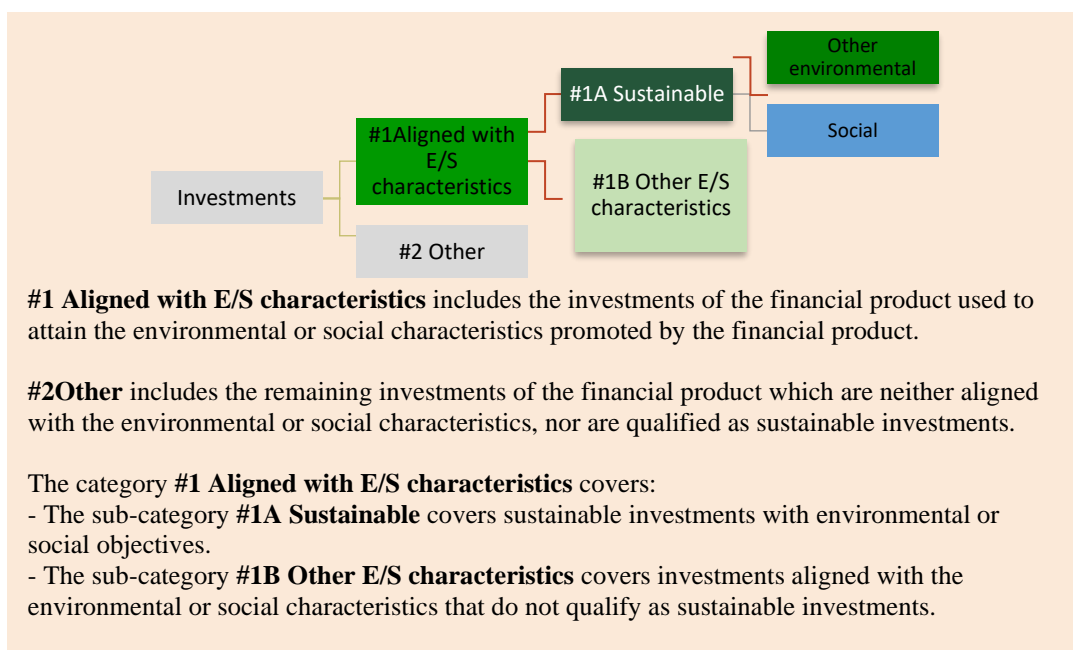 Other
environmental
#1A Sustainable
#1Aligned with
E/S
characteristics
Social
#1B Other E/S
characteristics
Investments
#2 Other
#1 Aligned with E/S characteristics includes the investments of the financial product used to
attain the environmental or social characteristics promoted by the financial product.
#2Other includes the remaining investments of the financial product which are neither aligned
with the environmental or social characteristics, nor are qualified as sustainable investments.
The category #1 Aligned with E/S characteristics covers:
- The sub-category #1A Sustainable covers sustainable investments with environmental or
social objectives.
- The sub-category #1B Other E/S characteristics covers investments aligned with the
environmental or social characteristics that do not qualify as sustainable investments.